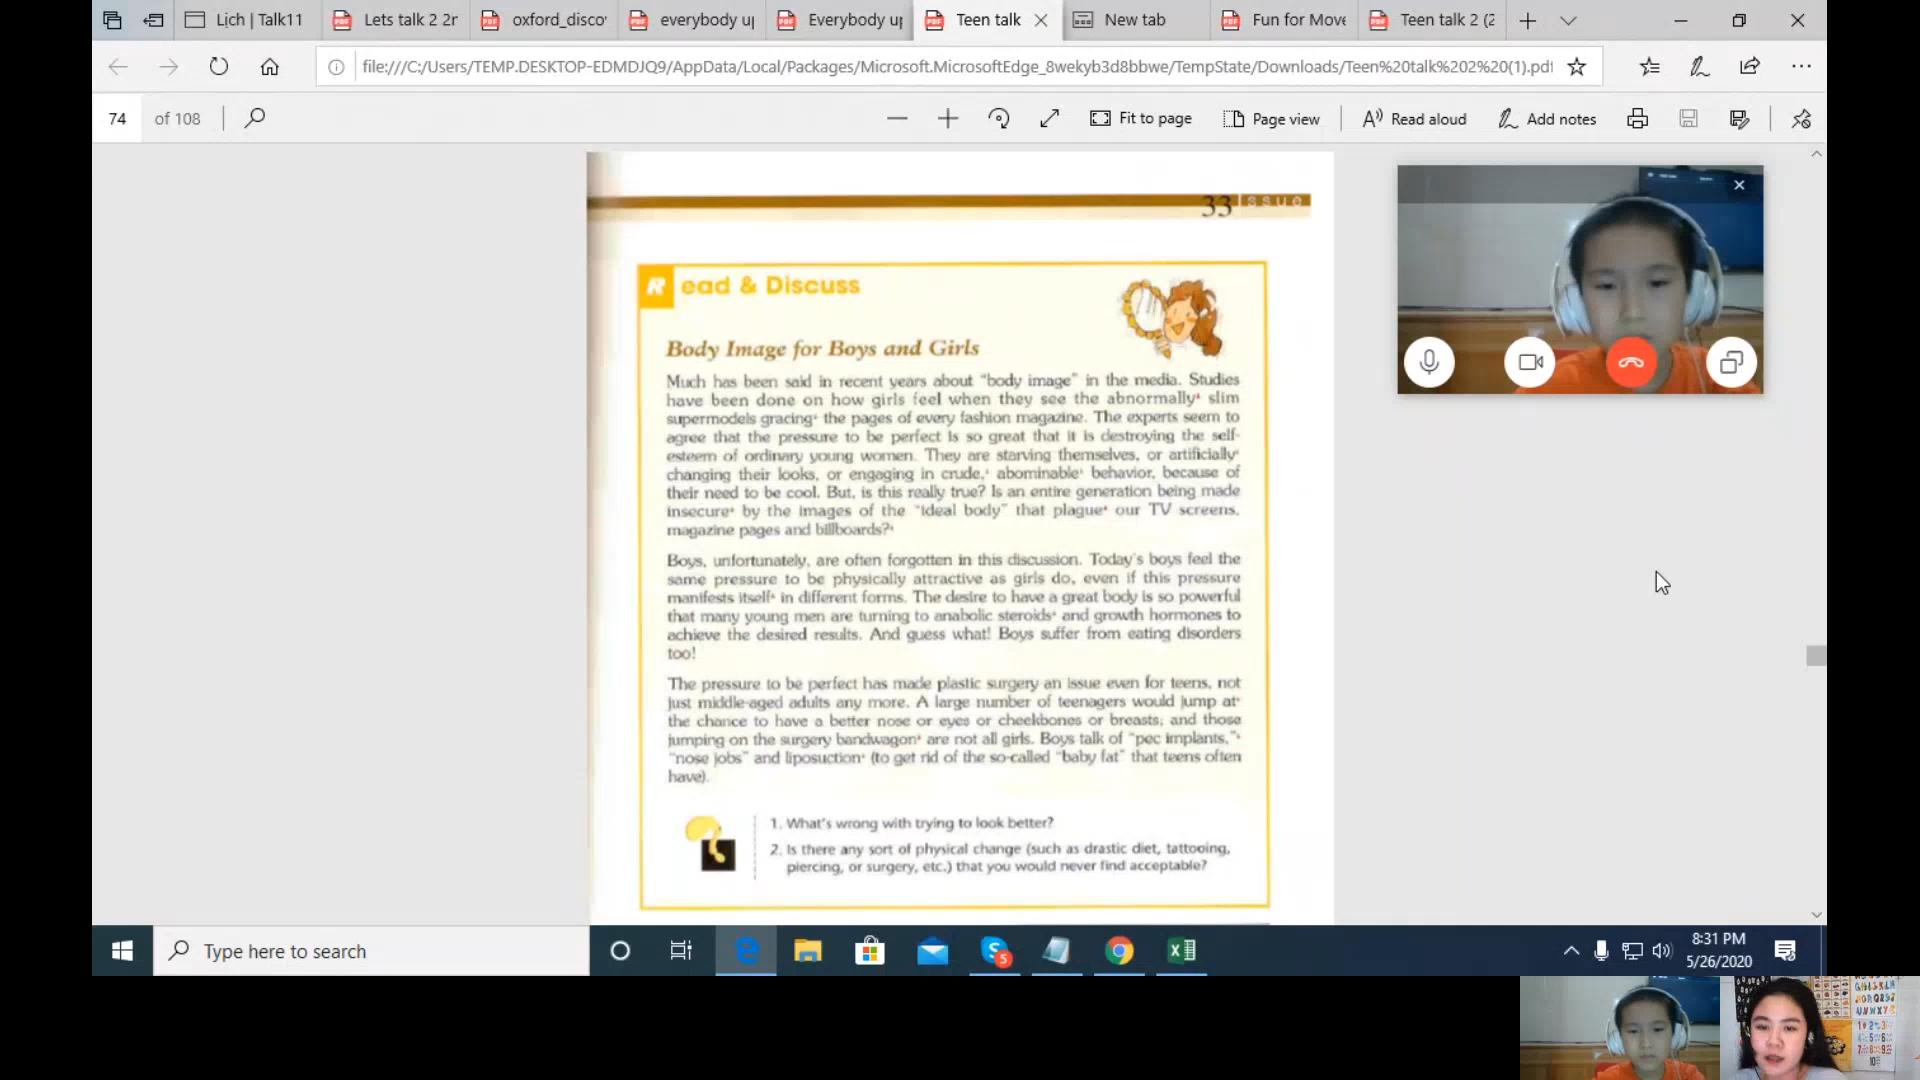 Lịch | Talk11
Lets talk 2 2r
oxford_disco
everybody u
Everybody u
Teen talk
New tab
Fun for Move
Teen talk 2 (2
file:///C:/Users/TEMP.DESKTOP-EDMDJQ9/AppData/Local/Packages/Microsoft.MicrosoftEdge_8wekyb3d8bbwe/TempState/Downloads/Teen%20talk%202%20(1).pdf
74 of 108
Fit to page
Page view
Read aloud
Add notes
33 Issue
Read & Discuss
Body Image for Boys and Girls
Much has been said in recent years about "body image" in the media. Studies
have been done on how girls feel when they see the abnormally* slim
supermodels gracing* the pages of every fashion magazine. The experts seem to
agree that the pressure to be perfect is so great that it is destroying the self-
esteem of ordinary young women. They are starving themselves, or artificially*
changing their looks, or engaging in crude,* abominable* behavior, because of
their need to be cool. But, is this really true? Is an entire generation being made
insecure* by the images of the "ideal body" that plague* our TV screens,
magazine pages and billboards?*
Boys, unfortunately, are often forgotten in this discussion. Today's boys feel the
same pressure to be physically attractive as girls do, even if this pressure
manifests itself* in different forms. The desire to have a great body is so powerful
that many young men are turning to anabolic steroids* and growth hormones to
achieve the desired results. And guess what! Boys suffer from eating disorders
too!
The pressure to be perfect has made plastic surgery an issue even for teens, not
just middle-aged adults any more. A large number of teenagers would jump at*
the chance to have a better nose or eyes or cheekbones or breasts; and those
jumping on the surgery bandwagon* are not all girls. Boys talk of "pec implants,"*
"nose jobs" and liposuction* (to get rid of the so-called "baby fat" that teens often
have).
1. What's wrong with trying to look better?
2. Is there any sort of physical change (such as drastic diet, tattooing,
piercing, or surgery, etc.) that you would never find acceptable?
Type here to search
8:31 PM
5/26/2020